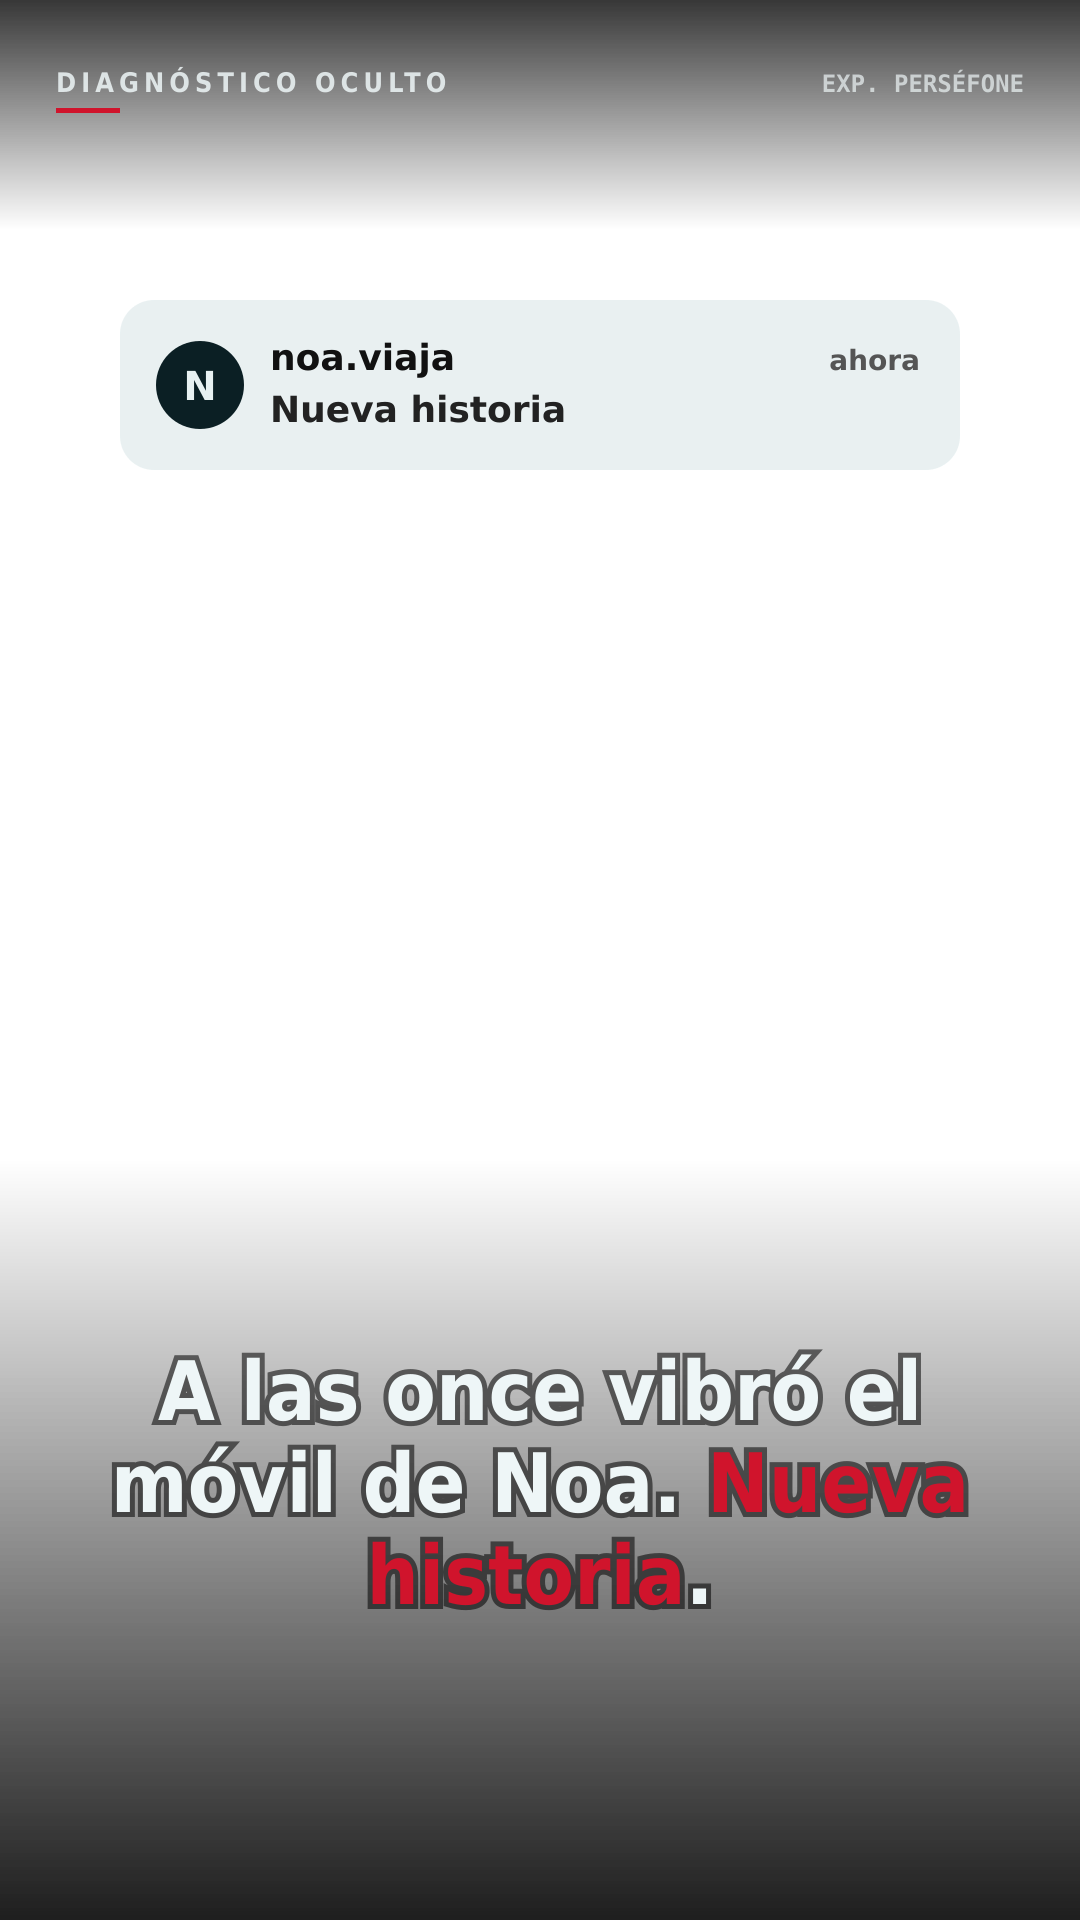 DIAGNÓSTICO OCULTO
EXP. PERSÉFONE
N
noa.viaja
ahora
Nueva historia
A las once vibró el
móvil de Noa. Nueva
historia.